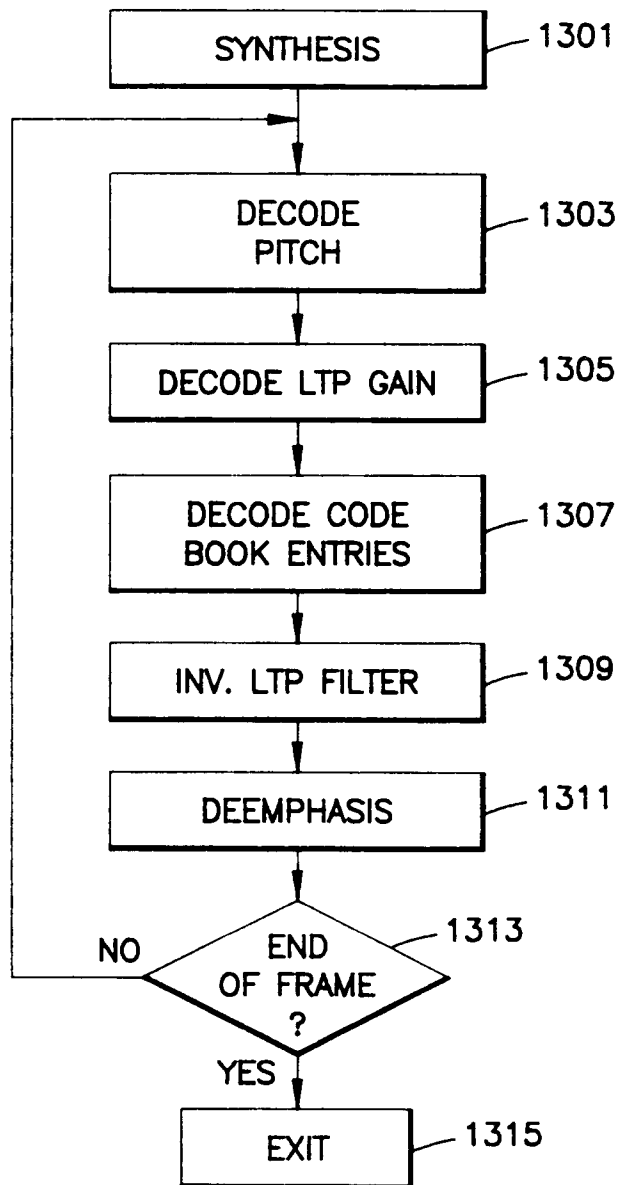 SYNTHESIS
1301
DECODE
PITCH
1303
DECODE LTP GAIN
1305
DECODE CODE
BOOK ENTRIES
1307
INV. LTP FILTER
1309
DEEMPHASIS
1311
END
OF FRAME
?
1313
NO
YES
EXIT
1315